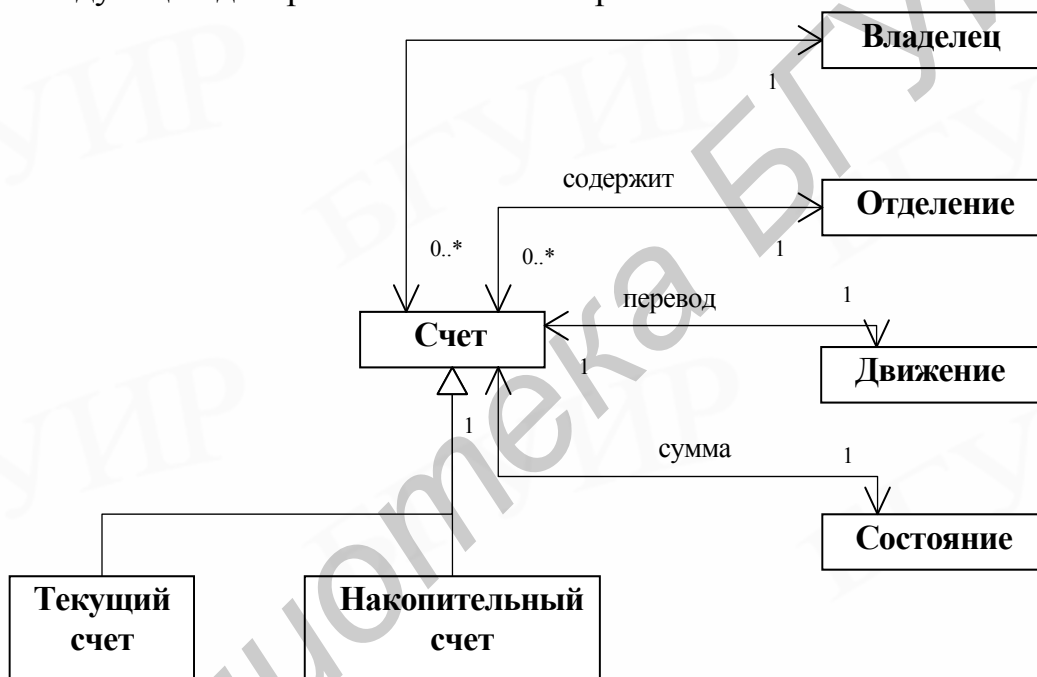 Владелец
1
содержит
Отделение
1
0..*
0..*
перевод
1
Счет
1
Движение
1
сумма
1
Состояние
Текущий
счет
Накопительный
счет
БГУИР